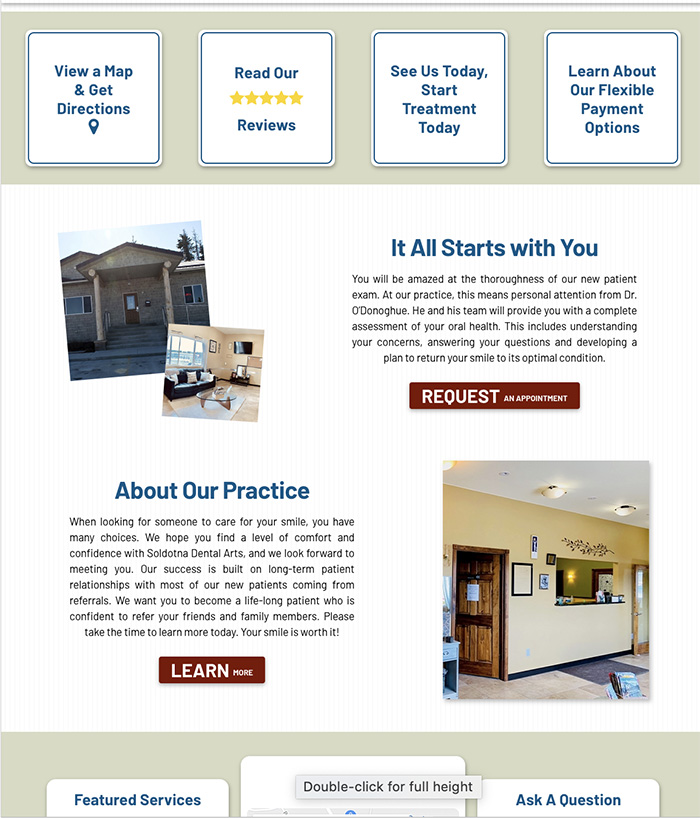 View a Map
& Get
Directions
Read Our
Reviews
See Us Today,
Start
Treatment
Today
Learn About
Our Flexible
Payment
Options
It All Starts with You
You will be amazed at the thoroughness of our new patient
exam. At our practice, this means personal attention from Dr.
O'Donoghue. He and his team will provide you with a complete
assessment of your oral health. This includes understanding
your concerns, answering your questions and developing a
plan to return your smile to its optimal condition.
REQUEST AN APPOINTMENT
About Our Practice
When looking for someone to care for your smile, you have
many choices. We hope you find a level of comfort and
confidence with Soldotna Dental Arts, and we look forward to
meeting you. Our success is built on long-term patient
relationships with most of our new patients coming from
referrals. We want you to become a life-long patient who is
confident to refer your friends and family members. Please
take the time to learn more today. Your smile is worth it!
LEARN MORE
Double-click for full height
Featured Services
Ask A Question